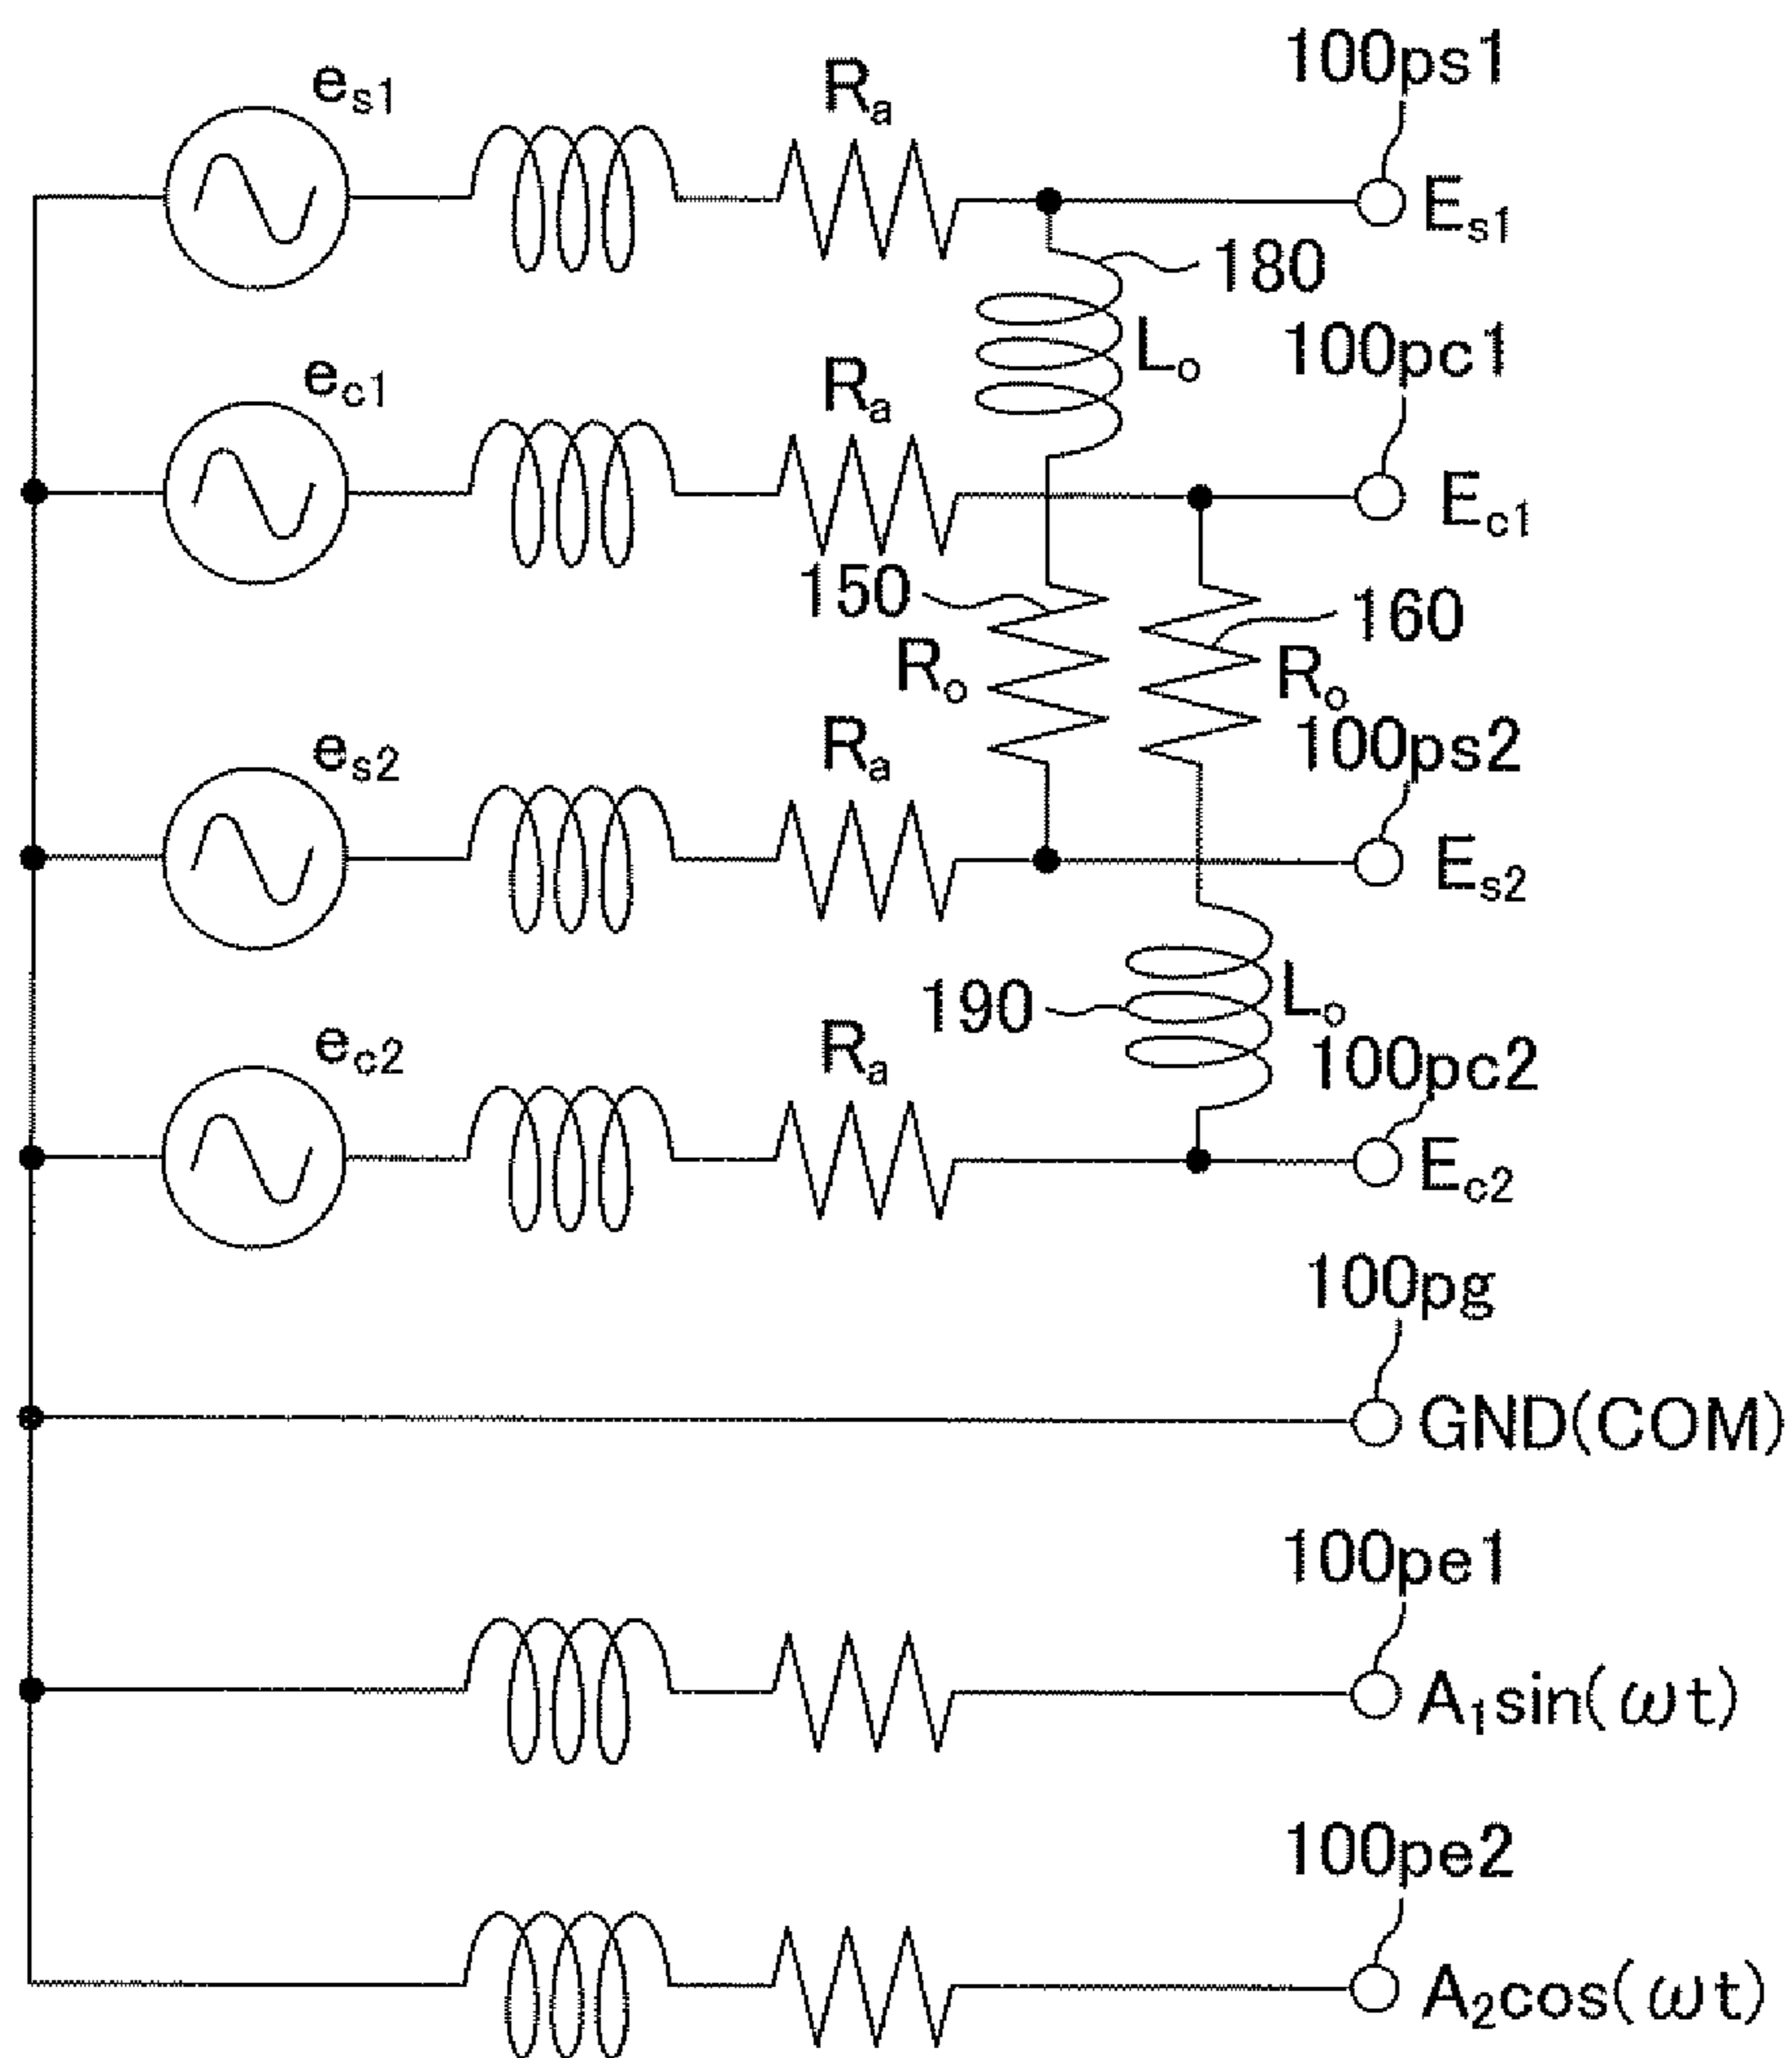 100ps1
es1
Ra
Es1
180
Lo
100pc1
ec1
Ra
Ec1
150
160
Ro
Ro
100ps2
es2
Ra
Es2
190
Lo
100pc2
ec2
Ra
Ec2
100pg
GND(COM)
100pe1
A1sin(ωt)
100pe2
A2cos(ωt)